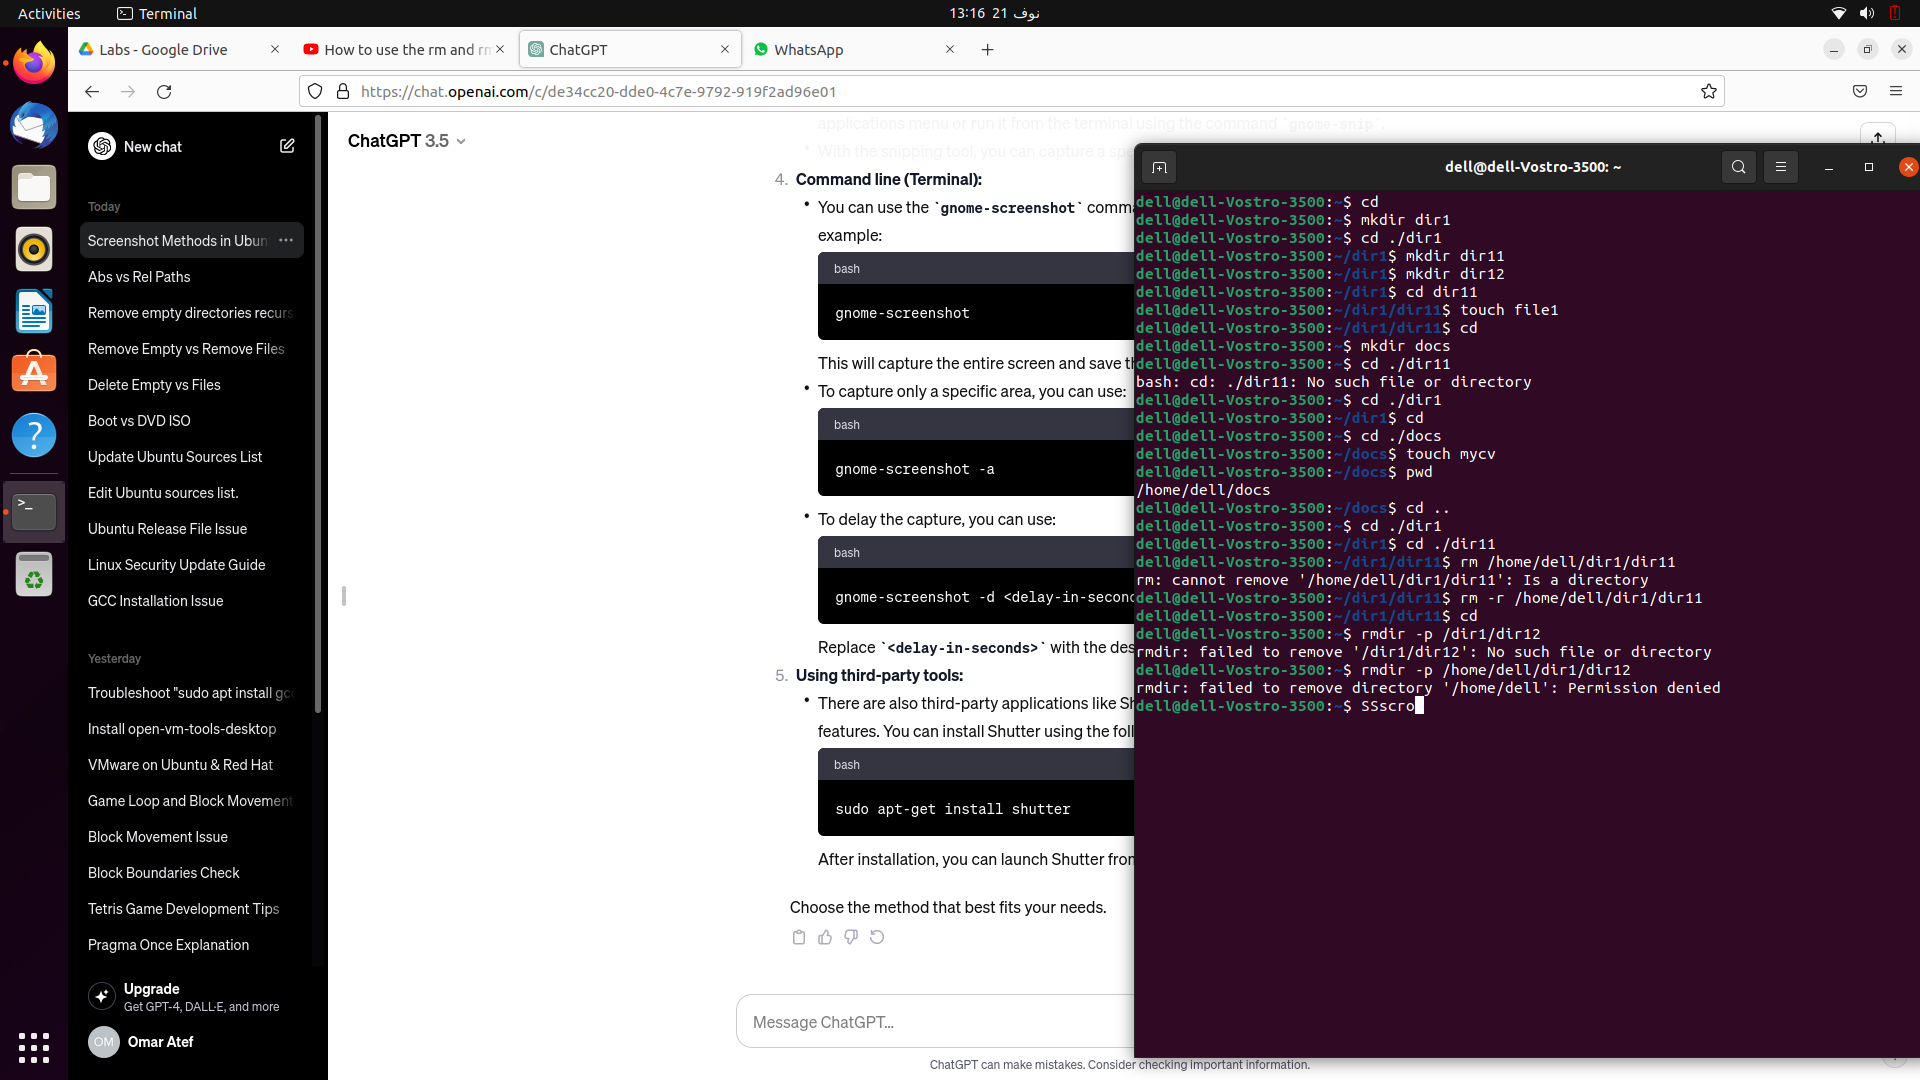 Activities
Terminal
13:16 21 نوف
Labs - Google Drive
How to use the rm and rm
ChatGPT
WhatsApp
https://chat.openai.com/c/de34cc20-dde0-4c7e-9792-919f2ad96e01
New chat
Today
Screenshot Methods in Ubun
Abs vs Rel Paths
Remove empty directories recurs
Remove Empty vs Remove Files
Delete Empty vs Files
Boot vs DVD ISO
Update Ubuntu Sources List
Edit Ubuntu sources list.
Ubuntu Release File Issue
Linux Security Update Guide
GCC Installation Issue
Yesterday
Troubleshoot "sudo apt install gcc
Install open-vm-tools-desktop
VMware on Ubuntu & Red Hat
Game Loop and Block Movement
Block Movement Issue
Block Boundaries Check
Tetris Game Development Tips
Pragma Once Explanation
Upgrade
Get GPT-4, DALL·E, and more
OM
Omar Atef
ChatGPT 3.5
applications menu or run it from the terminal using the command `gnome-snip`.
With the snipping tool, you can capture a spe
4. Command line (Terminal):
You can use the `gnome-screenshot` comma
example:
bash
gnome-screenshot
This will capture the entire screen and save th
To capture only a specific area, you can use:
bash
gnome-screenshot -a
To delay the capture, you can use:
bash
gnome-screenshot -d <delay-in-second
Replace `<delay-in-seconds>` with the des
5. Using third-party tools:
There are also third-party applications like Sh
features. You can install Shutter using the foll
bash
sudo apt-get install shutter
After installation, you can launch Shutter fron
Choose the method that best fits your needs.
Message ChatGPT...
ChatGPT can make mistakes. Consider checking important information.
dell@dell-Vostro-3500: ~
dell@dell-Vostro-3500:~$ cd
dell@dell-Vostro-3500:~$ mkdir dir1
dell@dell-Vostro-3500:~$ cd ./dir1
dell@dell-Vostro-3500:~/dir1$ mkdir dir11
dell@dell-Vostro-3500:~/dir1$ mkdir dir12
dell@dell-Vostro-3500:~/dir1$ cd dir11
dell@dell-Vostro-3500:~/dir1/dir11$ touch file1
dell@dell-Vostro-3500:~/dir1/dir11$ cd
dell@dell-Vostro-3500:~$ mkdir docs
dell@dell-Vostro-3500:~$ cd ./dir11
bash: cd: ./dir11: No such file or directory
dell@dell-Vostro-3500:~$ cd ./dir1
dell@dell-Vostro-3500:~/dir1$ cd
dell@dell-Vostro-3500:~$ cd ./docs
dell@dell-Vostro-3500:~/docs$ touch mycv
dell@dell-Vostro-3500:~/docs$ pwd
/home/dell/docs
dell@dell-Vostro-3500:~/docs$ cd ..
dell@dell-Vostro-3500:~$ cd ./dir1
dell@dell-Vostro-3500:~/dir1$ cd ./dir11
dell@dell-Vostro-3500:~/dir1/dir11$ rm /home/dell/dir1/dir11
rm: cannot remove '/home/dell/dir1/dir11': Is a directory
dell@dell-Vostro-3500:~/dir1/dir11$ rm -r /home/dell/dir1/dir11
dell@dell-Vostro-3500:~/dir1/dir11$ cd
dell@dell-Vostro-3500:~$ rmdir -p /dir1/dir12
rmdir: failed to remove '/dir1/dir12': No such file or directory
dell@dell-Vostro-3500:~$ rmdir -p /home/dell/dir1/dir12
rmdir: failed to remove directory '/home/dell': Permission denied
dell@dell-Vostro-3500:~$ SSscro